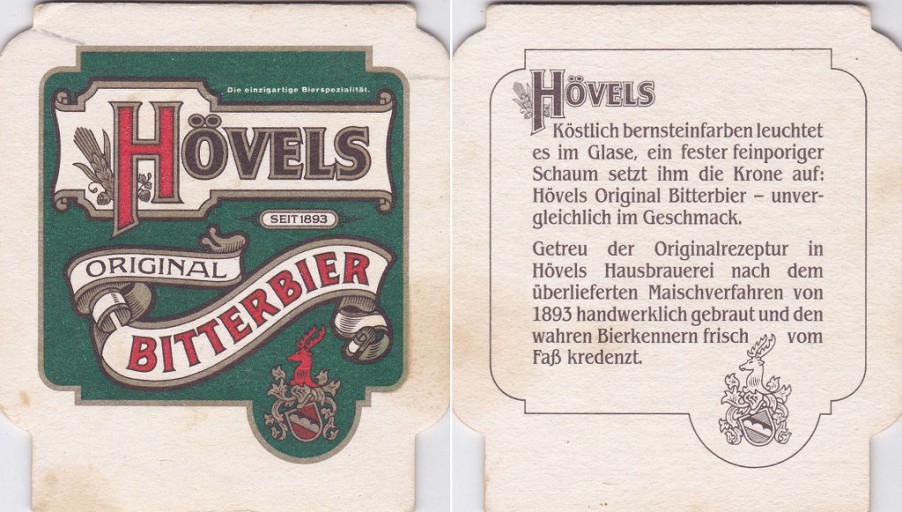 Die einzigartige Bierspezialität.
HÖVELS
SEIT 1893
ORIGINAL
BITTERBIER
HÖVELS
Köstlich bernsteinfarben leuchtet
es im Glase, ein fester feinporiger
Schaum setzt ihm die Krone auf:
Hövels Original Bitterbier – unver-
gleichlich im Geschmack.
Getreu der Originalrezeptur in
Hövels Hausbrauerei nach dem
überlieferten Maischverfahren von
1893 handwerklich gebraut und den
wahren Bierkennern frisch vom
Faß kredenzt.